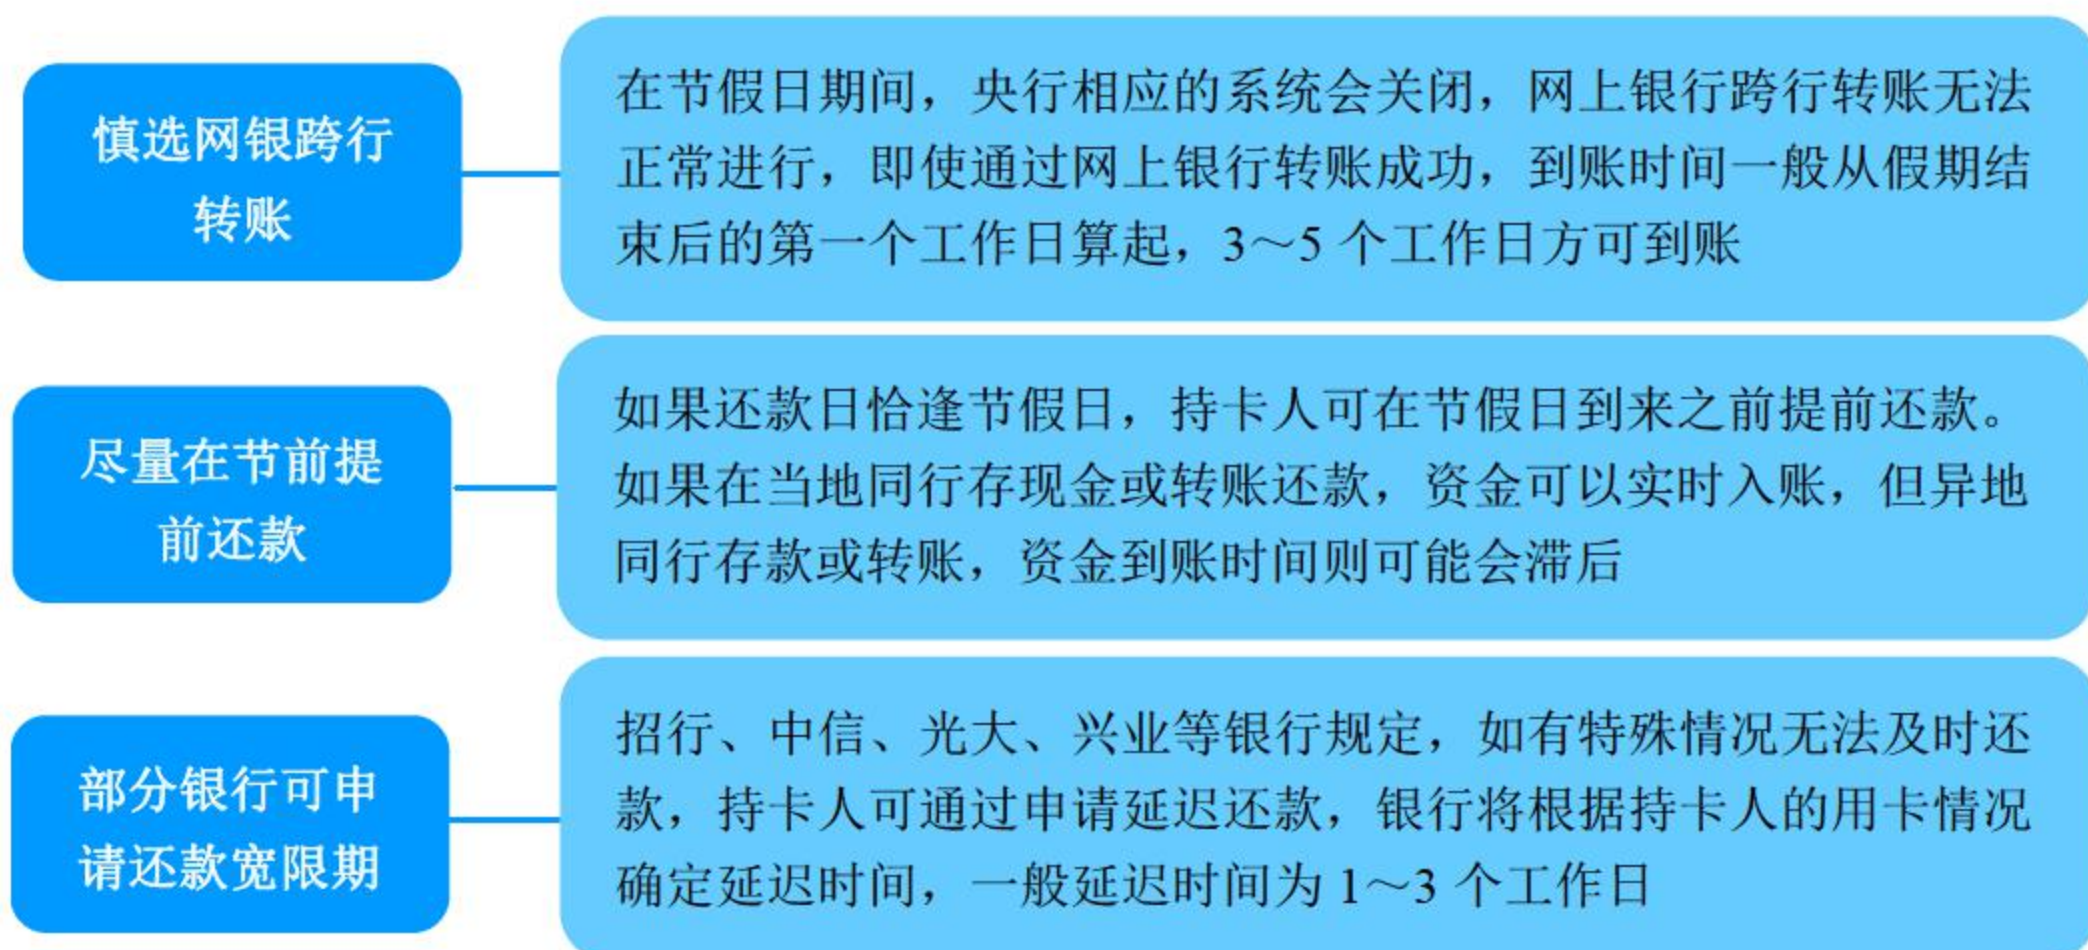 慎选网银跨行
转账
在节假日期间，央行相应的系统会关闭，网上银行跨行转账无法
正常进行，即使通过网上银行转账成功，到账时间一般从假期结
束后的第一个工作日算起，3～5 个工作日方可到账
尽量在节前提
前还款
如果还款日恰逢节假日，持卡人可在节假日到来之前提前还款。
如果在当地同行存现金或转账还款，资金可以实时入账，但异地
同行存款或转账，资金到账时间则可能会滞后
部分银行可申
请还款宽限期
招行、中信、光大、兴业等银行规定，如有特殊情况无法及时还
款，持卡人可通过申请延迟还款，银行将根据持卡人的用卡情况
确定延迟时间，一般延迟时间为 1～3 个工作日